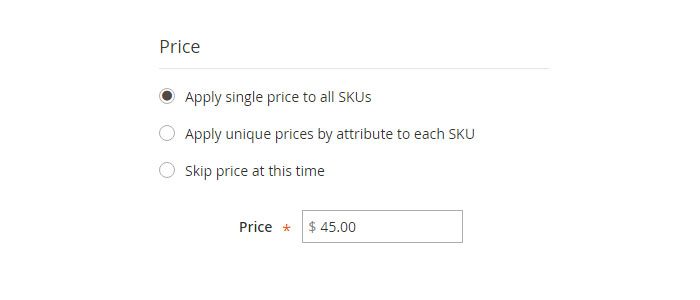 Price
Apply single price to all SKUs
Apply unique prices by attribute to each SKU
Skip price at this time
Price * $ 45.00